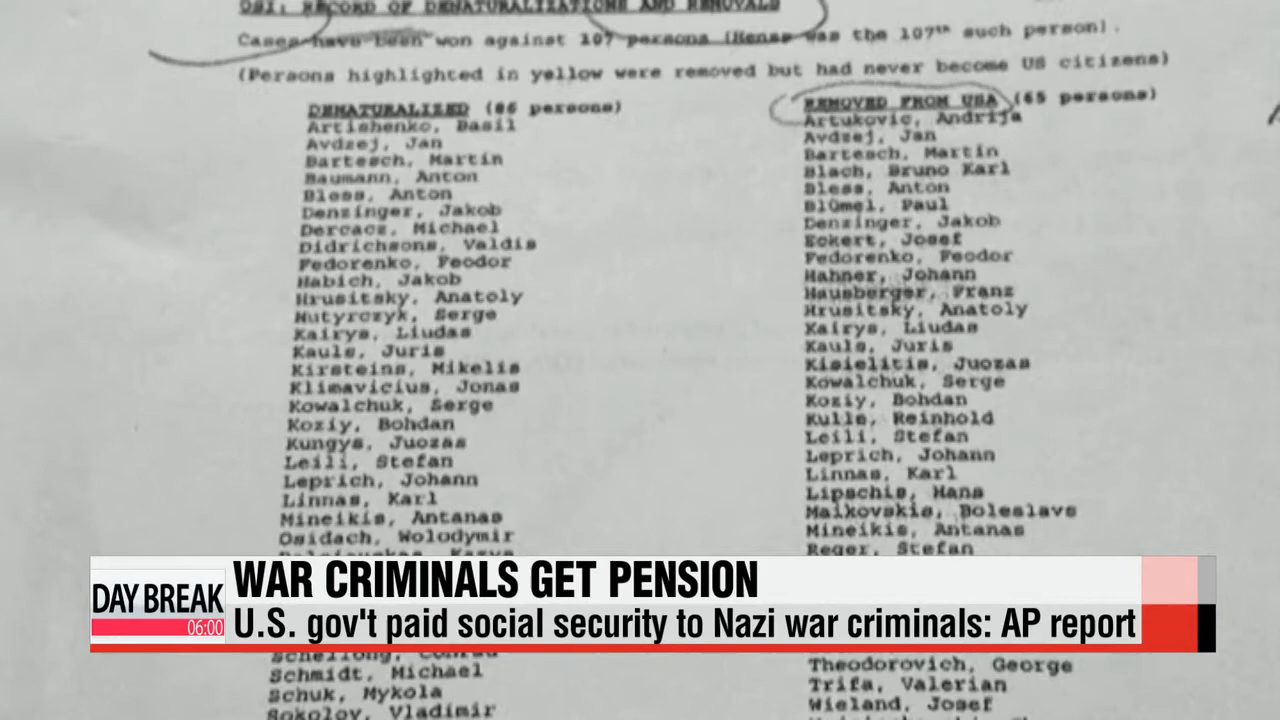 OSI: RECORD OF DENATURALIZATIONS AND REMOVALS
Cases have been won against 107 persons (Henss was the 107th such person).
(Persons highlighted in yellow were removed but had never become US citizens)
DENATURALIZED (86 persons)
Artishenko, Basil
Avdzej, Jan
Bartesch, Martin
Baumann, Anton
Bless, Anton
Denzinger, Jakob
Dercacz, Michael
Didrichsons, Valdis
Fedorenko, Feodor
Habich, Jakob
Hrusitsky, Anatoly
Hutyrczyk, Serge
Kairys, Liudas
Kauls, Juris
Kirsteins, Mikelis
Klimavicius, Jonas
Kowalchuk, Serge
Koziy, Bohdan
Kungys, Juozas
Leili, Stefan
Leprich, Johann
Linnas, Karl
Mineikis, Antanas
Osidach, Wolodymir
Schellong, Conrad
Schmidt, Michael
Schuk, Mykola
Sokolov, Vladimir
REMOVED FROM USA (65 persons)
Artukovic, Andrija
Avdzej, Jan
Bartesch, Martin
Blach, Bruno Karl
Bless, Anton
Blümel, Paul
Denzinger, Jakob
Eckert, Josef
Fedorenko, Feodor
Hahner, Johann
Hausberger, Franz
Hrusitsky, Anatoly
Kairys, Liudas
Kauls, Juris
Kisielitis, Juozas
Kowalchuk, Serge
Koziy, Bohdan
Kulle, Reinhold
Leili, Stefan
Leprich, Johann
Linnas, Karl
Lipschis, Hans
Maikovskis, Boleslavs
Mineikis, Antanas
Reger, Stefan
Theodorovich, George
Trifa, Valerian
Wieland, Josef
DAY BREAK
06:00
WAR CRIMINALS GET PENSION
U.S. gov't paid social security to Nazi war criminals: AP report